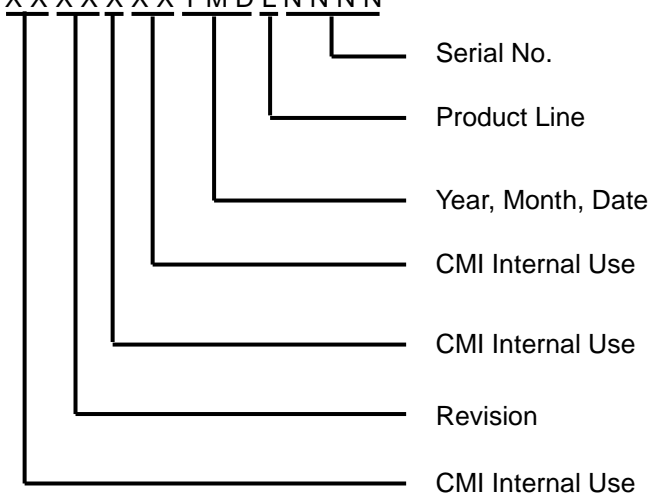 X X X X X X X Y M D L N N N N
Serial No.
Product Line
Year, Month, Date
CMI Internal Use
CMI Internal Use
Revision
CMI Internal Use